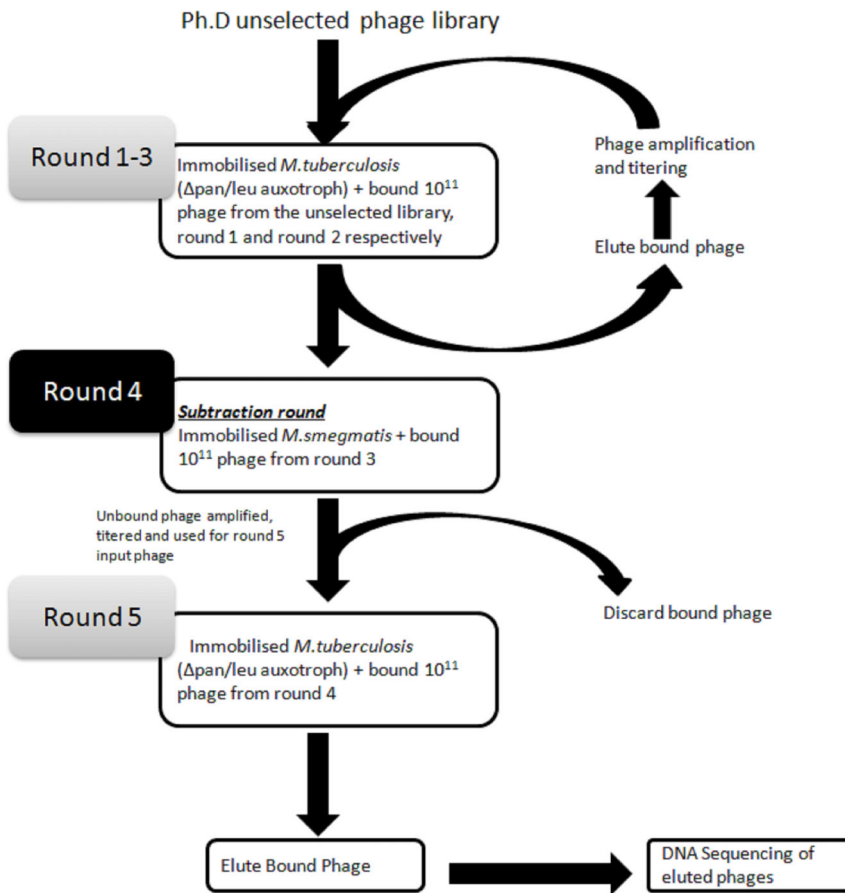 Ph.D unselected phage library
Round 1-3
Immobilised M.tuberculosis
(Δpan/leu auxotroph) + bound 10¹¹
phage from the unselected library,
round 1 and round 2 respectively
Phage amplification
and titering
Elute bound phage
Round 4
Subtraction round
Immobilised M.smegmatis + bound
10¹¹ phage from round 3
Unbound phage amplified,
titered and used for round 5
input phage
Discard bound phage
Round 5
Immobilised M.tuberculosis
(Δpan/leu auxotroph) + bound 10¹¹
phage from round 4
Elute Bound Phage
DNA Sequencing of
eluted phages